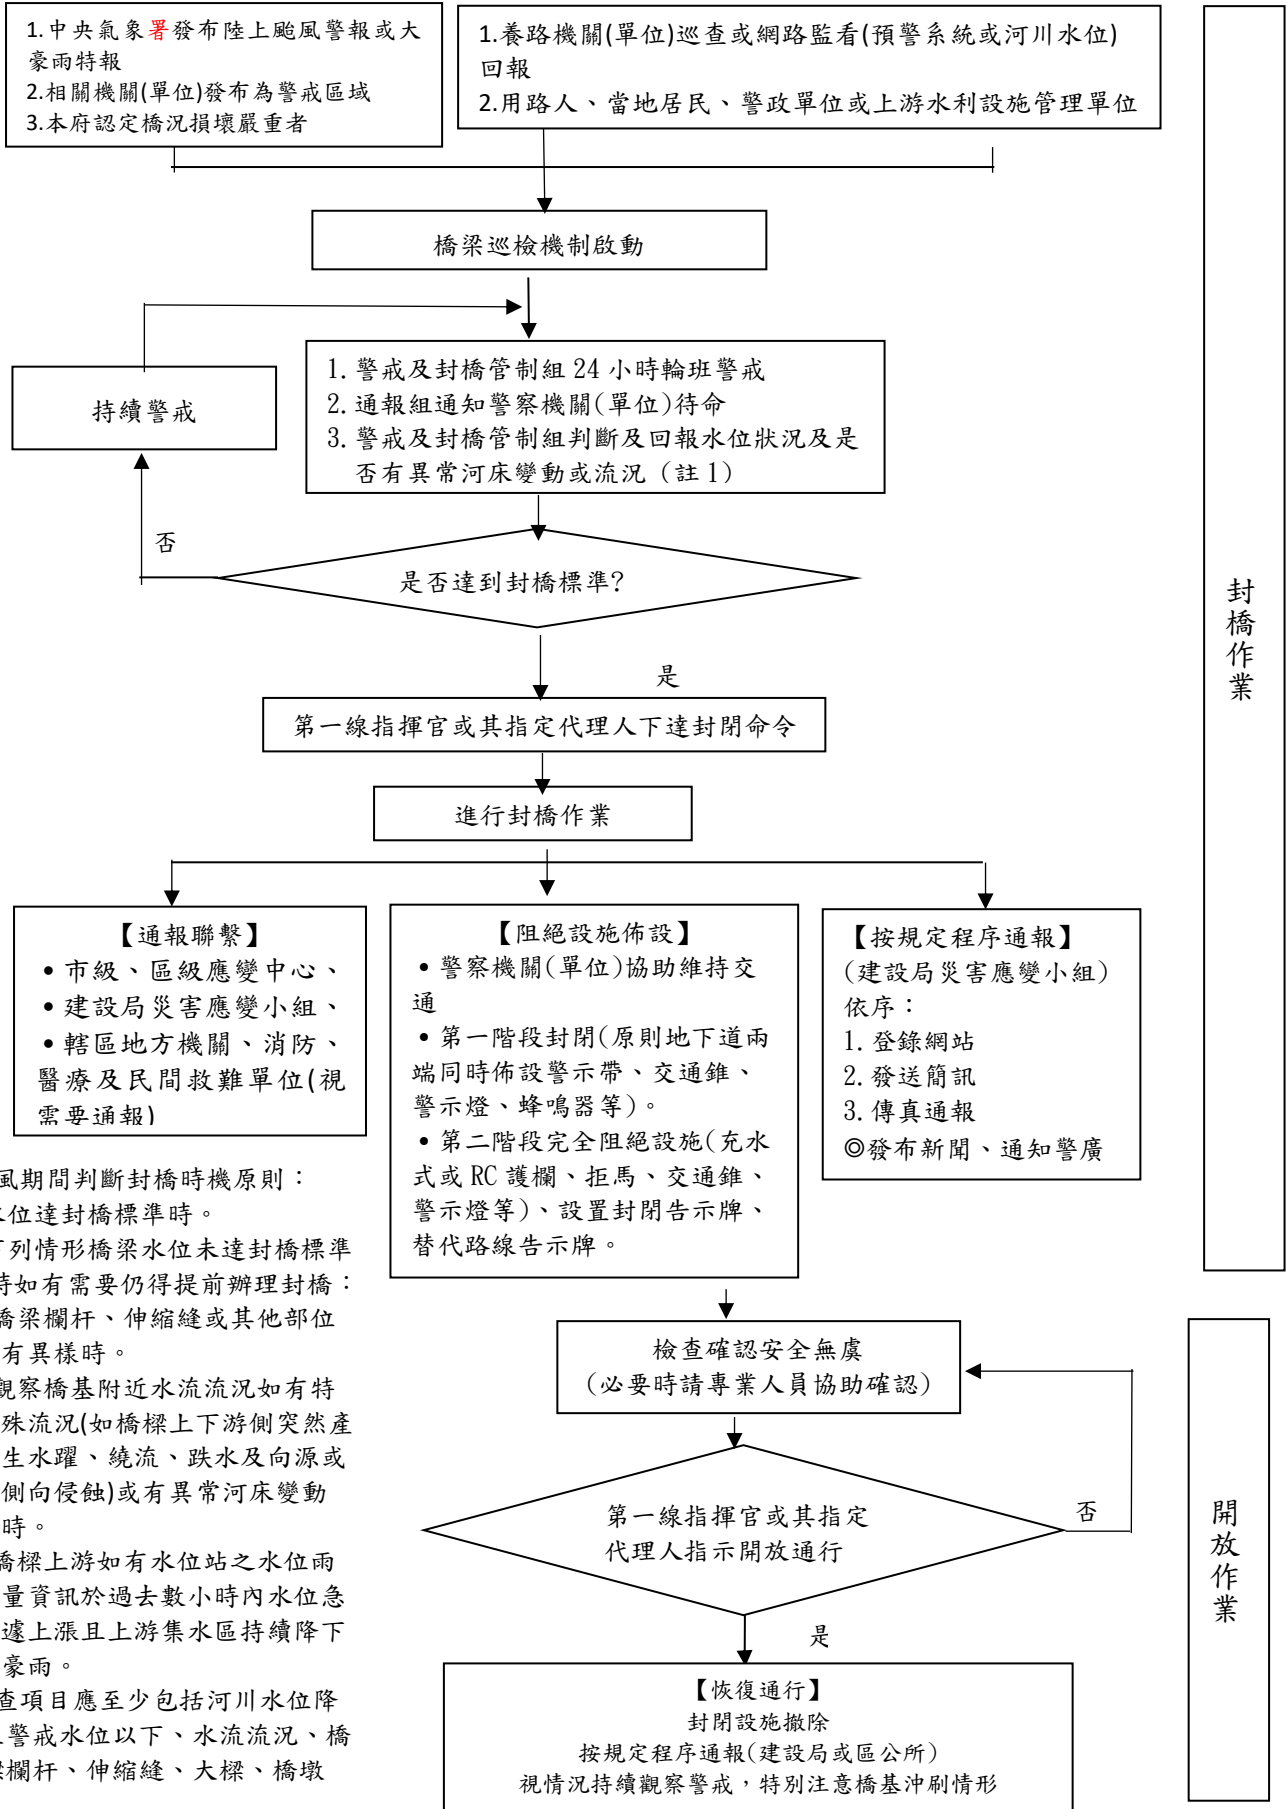 1.中央氣象署發布陸上颱風警報或大
豪雨特報
2.相關機關(單位)發布為警戒區域
3.本府認定橋況損壞嚴重者
1.養路機關(單位)巡查或網路監看(預警系統或河川水位)
回報
2.用路人、當地居民、警政單位或上游水利設施管理單位
橋梁巡檢機制啟動
持續警戒
1. 警戒及封橋管制組 24 小時輪班警戒
2. 通報組通知警察機關(單位)待命
3. 警戒及封橋管制組判斷及回報水位狀況及是
否有異常河床變動或流況（註 1）
否
是否達到封橋標準?
是
第一線指揮官或其指定代理人下達封閉命令
進行封橋作業
封橋作業
【通報聯繫】
•市級、區級應變中心、
•建設局災害應變小組、
•轄區地方機關、消防、
醫療及民間救難單位(視
需要通報)
【阻絕設施佈設】
•警察機關(單位)協助維持交
通
•第一階段封閉(原則地下道兩
端同時佈設警示帶、交通錐、
警示燈、蜂鳴器等)。
•第二階段完全阻絕設施(充水
式或 RC 護欄、拒馬、交通錐、
警示燈等)、設置封閉告示牌、
替代路線告示牌。
【按規定程序通報】
(建設局災害應變小組)
依序：
1. 登錄網站
2. 發送簡訊
3. 傳真通報
◎發布新聞、通知警廣
風期間判斷封橋時機原則：
水位達封橋標準時。
下列情形橋梁水位未達封橋標準
時如有需要仍得提前辦理封橋：
橋梁欄杆、伸縮縫或其他部位
有異樣時。
觀察橋基附近水流流況如有特
殊流況(如橋樑上下游側突然產
生水躍、繞流、跌水及向源或
側向侵蝕)或有異常河床變動
時。
橋樑上游如有水位站之水位雨
量資訊於過去數小時內水位急
遽上漲且上游集水區持續降下
豪雨。
查項目應至少包括河川水位降
警戒水位以下、水流流況、橋
梁欄杆、伸縮縫、大樑、橋墩
檢查確認安全無虞
(必要時請專業人員協助確認)
第一線指揮官或其指定
代理人指示開放通行
否
是
【恢復通行】
封閉設施撤除
按規定程序通報(建設局或區公所)
視情況持續觀察警戒，特別注意橋基沖刷情形
開放作業